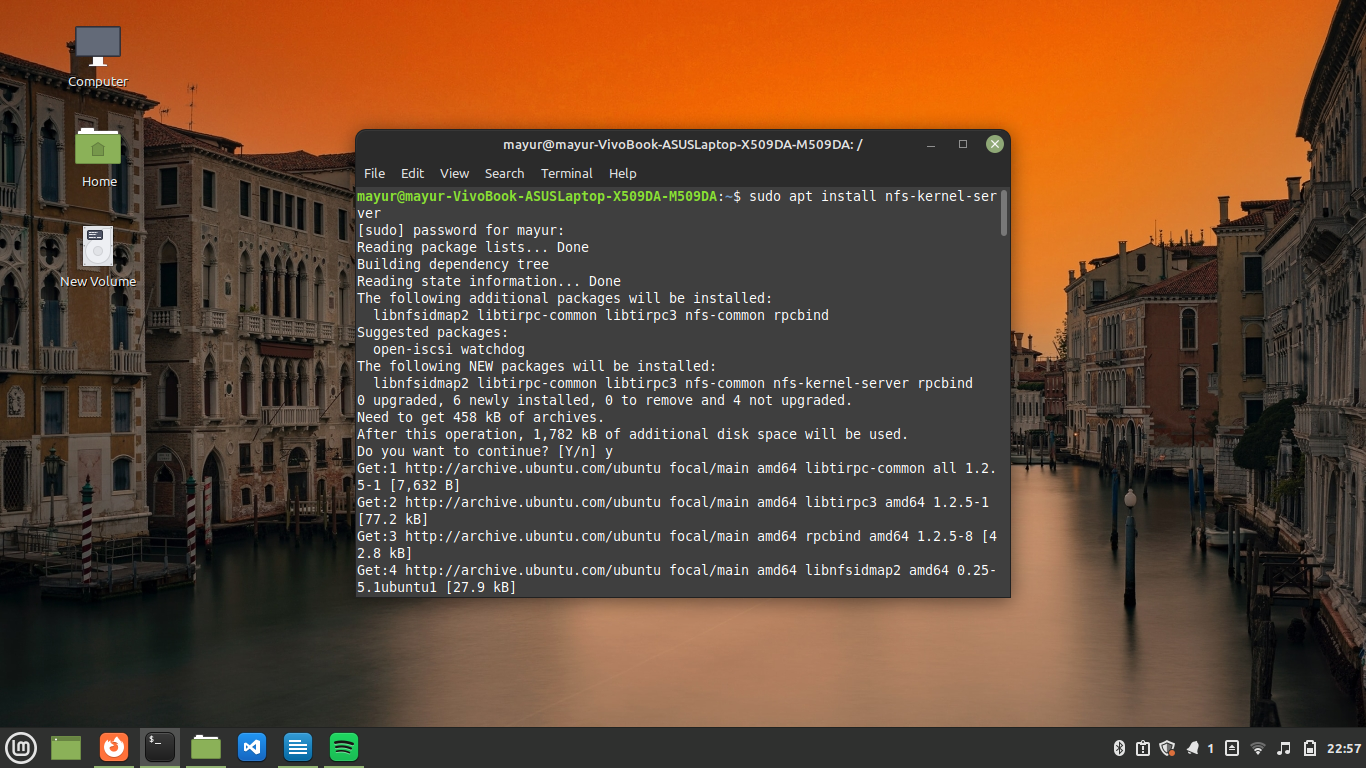 Computer
Home
New Volume
mayur@mayur-VivoBook-ASUSLaptop-X509DA-M509DA: /
File Edit View Search Terminal Help
mayur@mayur-VivoBook-ASUSLaptop-X509DA-M509DA:~$ sudo apt install nfs-kernel-ser
ver
[sudo] password for mayur:
Reading package lists... Done
Building dependency tree
Reading state information... Done
The following additional packages will be installed:
  libnfsidmap2 libtirpc-common libtirpc3 nfs-common rpcbind
Suggested packages:
  open-iscsi watchdog
The following NEW packages will be installed:
  libnfsidmap2 libtirpc-common libtirpc3 nfs-common nfs-kernel-server rpcbind
0 upgraded, 6 newly installed, 0 to remove and 4 not upgraded.
Need to get 458 kB of archives.
After this operation, 1,782 kB of additional disk space will be used.
Do you want to continue? [Y/n] y
Get:1 http://archive.ubuntu.com/ubuntu focal/main amd64 libtirpc-common all 1.2.
5-1 [7,632 B]
Get:2 http://archive.ubuntu.com/ubuntu focal/main amd64 libtirpc3 amd64 1.2.5-1
[77.2 kB]
Get:3 http://archive.ubuntu.com/ubuntu focal/main amd64 rpcbind amd64 1.2.5-8 [4
2.8 kB]
Get:4 http://archive.ubuntu.com/ubuntu focal/main amd64 libnfsidmap2 amd64 0.25-
5.1ubuntu1 [27.9 kB]
$_
1
22:57